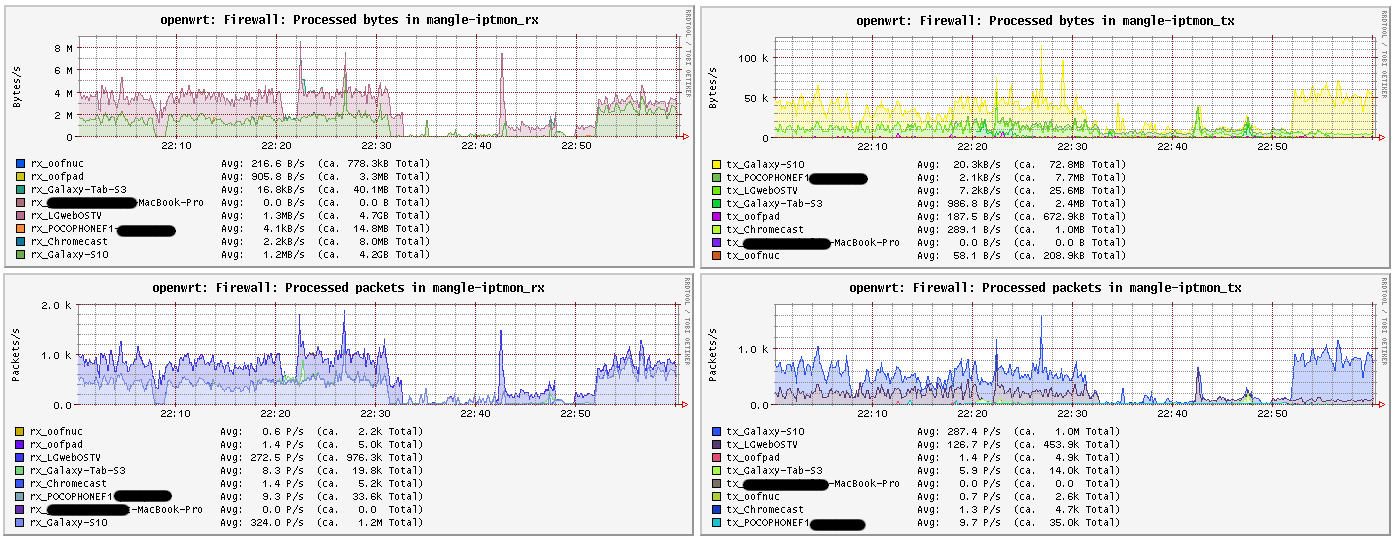 openwrt: Firewall: Processed bytes in mangle-iptmon_rx
RRDTOOL / TOBI OETIKER
Bytes/s
8 M
6 M
4 M
2 M
0
22:10 22:20 22:30 22:40 22:50
rx_oofnuc Avg: 216.6 B/s (ca. 778.3kB Total)
rx_oofpad Avg: 905.8 B/s (ca. 3.3MB Total)
rx_Galaxy-Tab-S3 Avg: 16.8kB/s (ca. 40.1MB Total)
rx_ -MacBook-Pro Avg: 0.0 B/s (ca. 0.0 B Total)
rx_LGwebOSTV Avg: 1.3MB/s (ca. 4.7GB Total)
rx_POCOPHONEF1- Avg: 4.1kB/s (ca. 14.8MB Total)
rx_Chromecast Avg: 2.2kB/s (ca. 8.0MB Total)
rx_Galaxy-S10 Avg: 1.2MB/s (ca. 4.2GB Total)
openwrt: Firewall: Processed bytes in mangle-iptmon_tx
RRDTOOL / TOBI OETIKER
Bytes/s
100 k
50 k
0
22:10 22:20 22:30 22:40 22:50
tx_Galaxy-S10 Avg: 20.3kB/s (ca. 72.8MB Total)
tx_POCOPHONEF1 Avg: 2.1kB/s (ca. 7.7MB Total)
tx_LGwebOSTV Avg: 7.2kB/s (ca. 25.6MB Total)
tx_Galaxy-Tab-S3 Avg: 986.8 B/s (ca. 2.4MB Total)
tx_oofpad Avg: 187.5 B/s (ca. 672.9kB Total)
tx_Chromecast Avg: 289.1 B/s (ca. 1.0MB Total)
tx_ -MacBook-Pro Avg: 0.0 B/s (ca. 0.0 B Total)
tx_oofnuc Avg: 58.1 B/s (ca. 208.9kB Total)
openwrt: Firewall: Processed packets in mangle-iptmon_rx
RRDTOOL / TOBI OETIKER
Packets/s
2.0 k
1.0 k
0.0
22:10 22:20 22:30 22:40 22:50
rx_oofnuc Avg: 0.6 P/s (ca. 2.2k Total)
rx_oofpad Avg: 1.4 P/s (ca. 5.0k Total)
rx_LGwebOSTV Avg: 272.5 P/s (ca. 976.3k Total)
rx_Galaxy-Tab-S3 Avg: 8.3 P/s (ca. 19.8k Total)
rx_Chromecast Avg: 1.4 P/s (ca. 5.2k Total)
rx_POCOPHONEF1 Avg: 9.3 P/s (ca. 33.6k Total)
rx_ -MacBook-Pro Avg: 0.0 P/s (ca. 0.0 Total)
rx_Galaxy-S10 Avg: 324.0 P/s (ca. 1.2M Total)
openwrt: Firewall: Processed packets in mangle-iptmon_tx
RRDTOOL / TOBI OETIKER
Packets/s
1.0 k
0.0
22:10 22:20 22:30 22:40 22:50
tx_Galaxy-S10 Avg: 287.4 P/s (ca. 1.0M Total)
tx_LGwebOSTV Avg: 126.7 P/s (ca. 453.9k Total)
tx_oofpad Avg: 1.4 P/s (ca. 4.9k Total)
tx_Galaxy-Tab-S3 Avg: 5.9 P/s (ca. 14.0k Total)
tx_ -MacBook-Pro Avg: 0.0 P/s (ca. 0.0 Total)
tx_oofnuc Avg: 0.7 P/s (ca. 2.6k Total)
tx_Chromecast Avg: 1.3 P/s (ca. 4.7k Total)
tx_POCOPHONEF1 Avg: 9.7 P/s (ca. 35.0k Total)